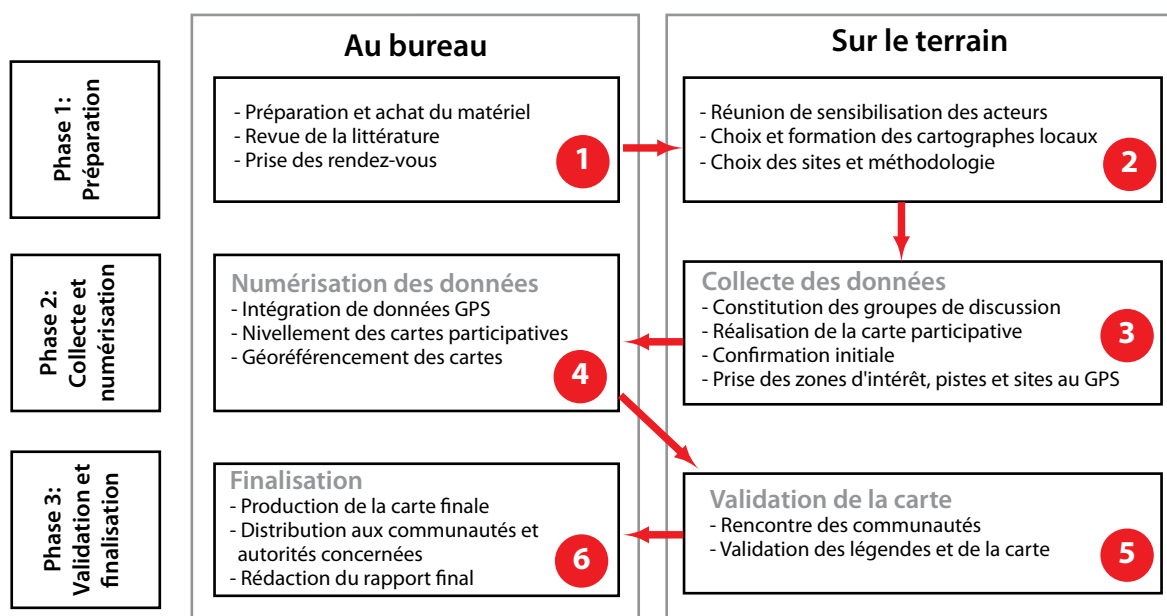 Au bureau
Sur le terrain
Phase 1:
Préparation
- Préparation et achat du matériel
- Revue de la littérature
- Prise des rendez-vous
1
- Réunion de sensibilisation des acteurs
- Choix et formation des cartographes locaux
- Choix des sites et méthodologie
2
Phase 2:
Collecte et
numérisation
Collecte des données
- Constitution des groupes de discussion
- Réalisation de la carte participative
- Confirmation initiale
- Prise des zones d'intérêt, pistes et sites au GPS
3
Numérisation des données
- Intégration de données GPS
- Nivellement des cartes participatives
- Géoréférencement des cartes
4
Phase 3:
Validation et
finalisation
Validation de la carte
- Rencontre des communautés
- Validation des légendes et de la carte
5
Finalisation
- Production de la carte finale
- Distribution aux communautés et
autorités concernées
- Rédaction du rapport final
6